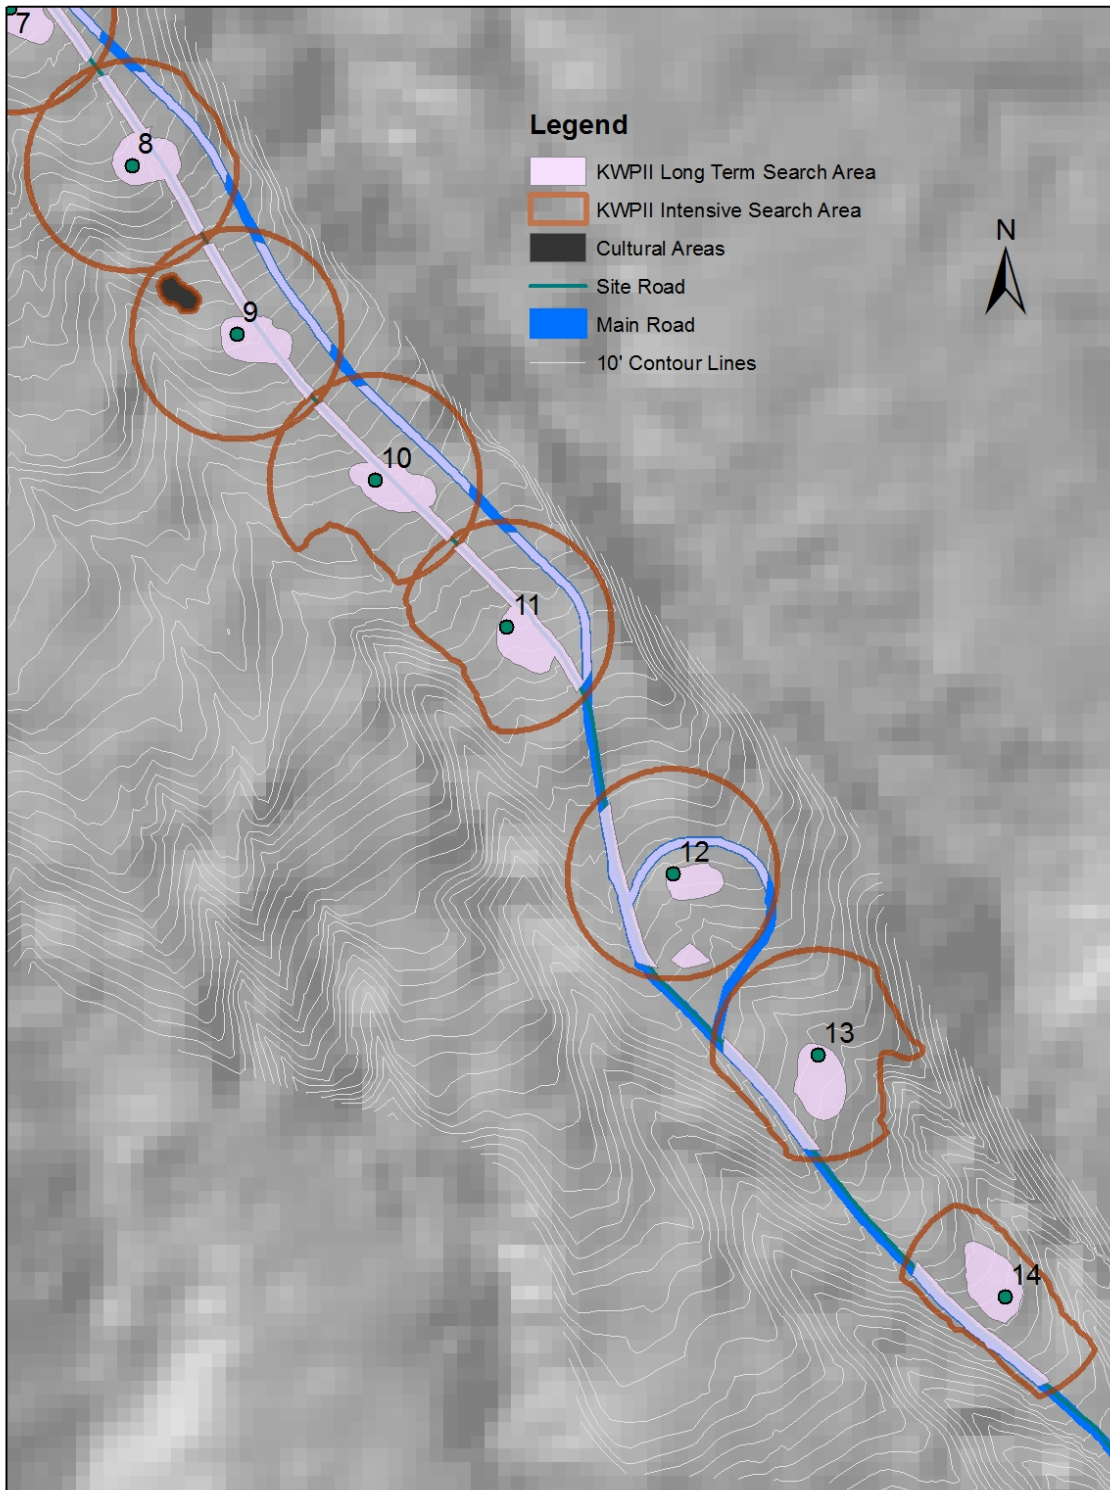 7
8
Legend
KWPII Long Term Search Area
KWPII Intensive Search Area
Cultural Areas
Site Road
Main Road
10' Contour Lines
N
9
10
11
12
13
14